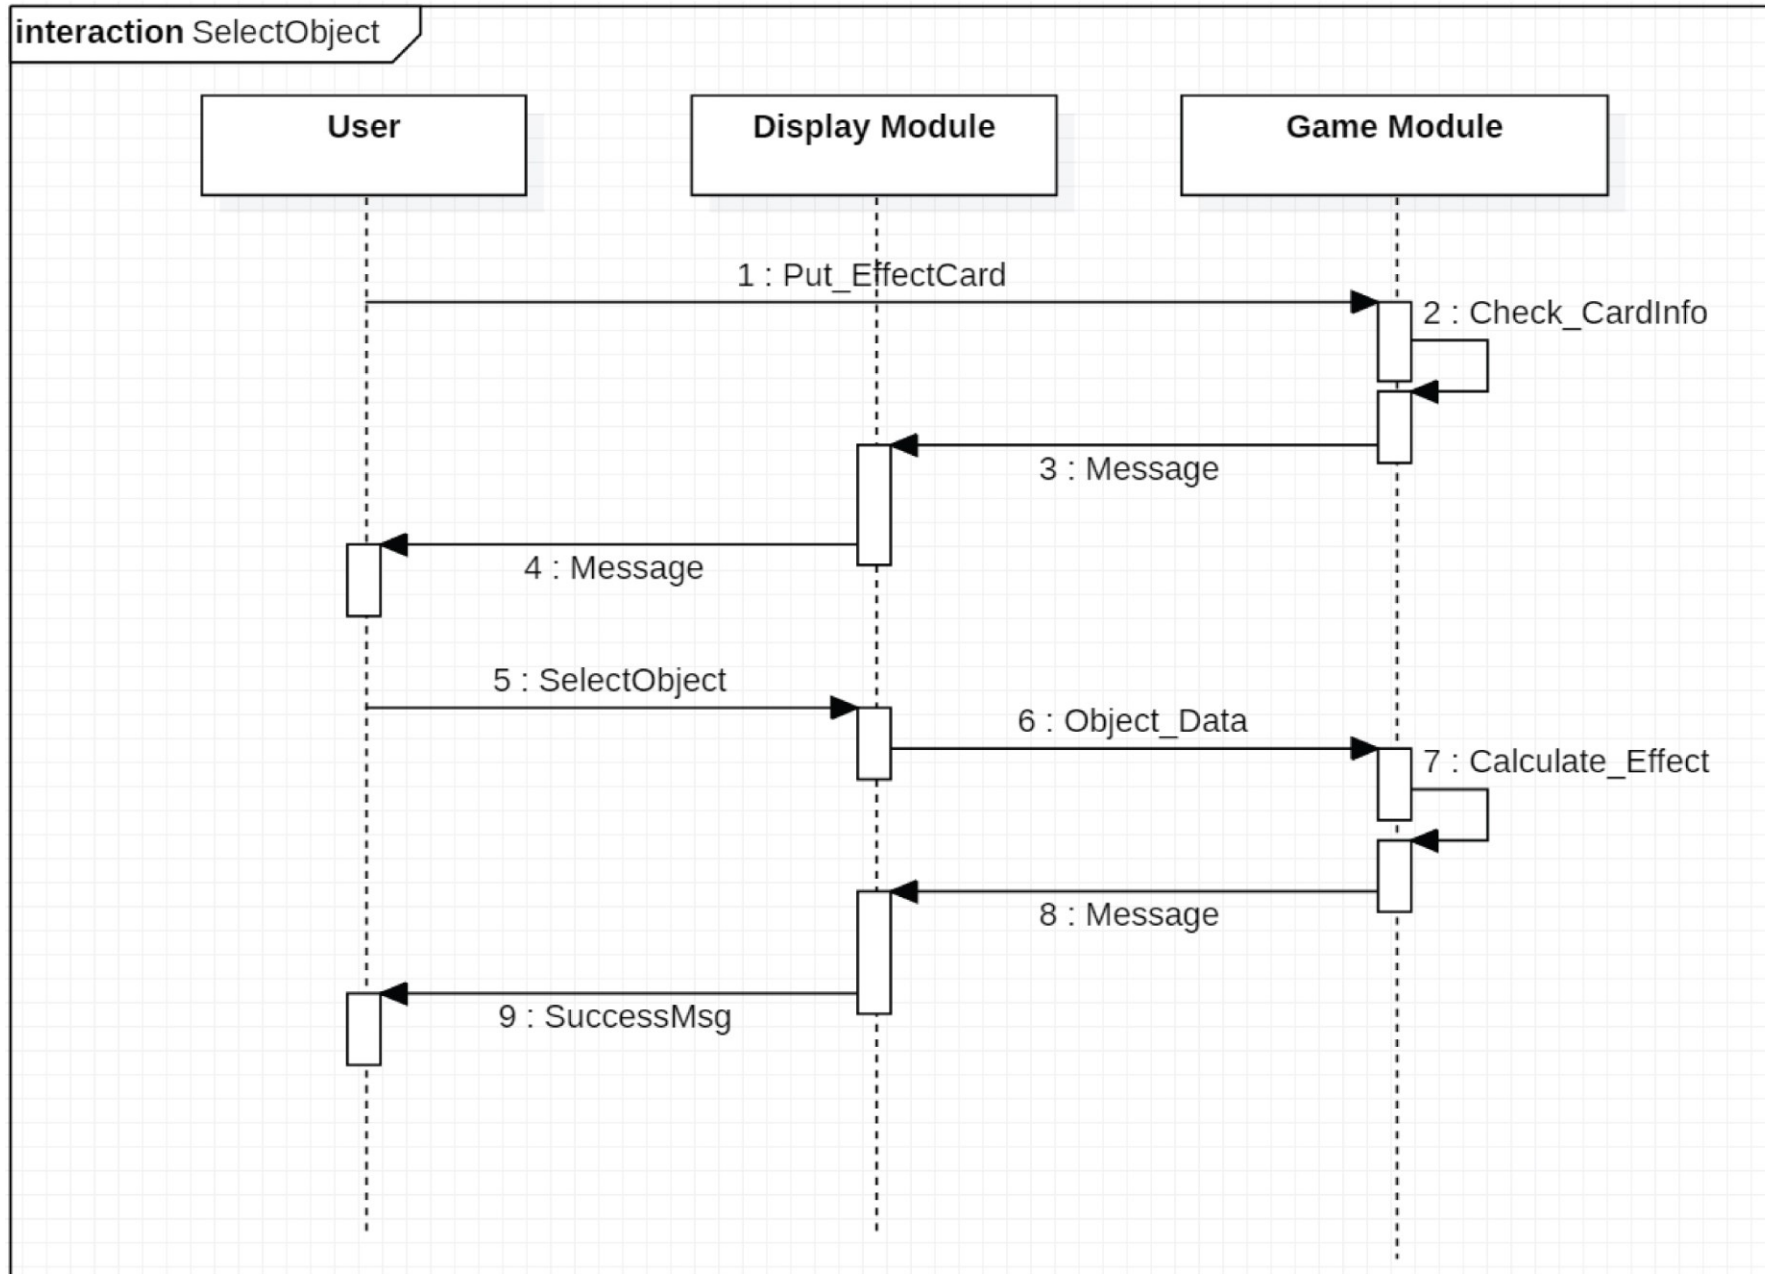 interaction SelectObject
User
Display Module
Game Module
1 : Put_EffectCard
2 : Check_CardInfo
3 : Message
4 : Message
5 : SelectObject
6 : Object_Data
7 : Calculate_Effect
8 : Message
9 : SuccessMsg